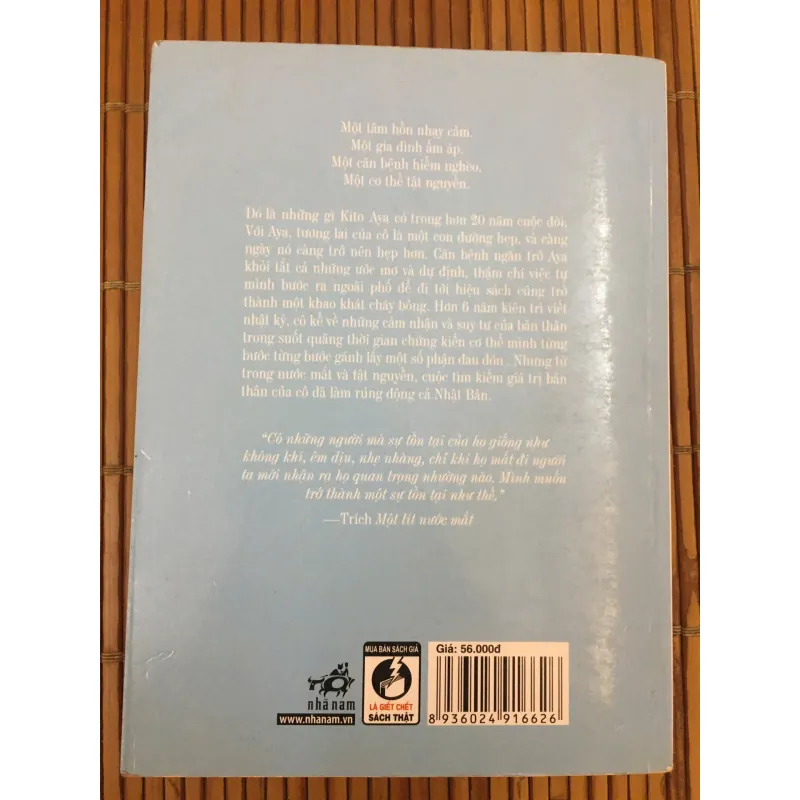 Một tâm hồn nhạy cảm.
Một gia đình ấm áp.
Một căn bệnh hiểm nghèo.
Một cơ thể tật nguyền.
Đó là những gì Kito Aya có trong hơn 20 năm cuộc đời.
Với Aya, tương lai của cô là một con đường hẹp, và càng
ngày nó càng trở nên hẹp hơn. Căn bệnh ngăn trở Aya
khỏi tất cả những ước mơ và dự định, thậm chí việc tự
mình bước ra ngoài phố để đi tới hiệu sách cũng trở
thành một khao khát cháy bỏng. Hơn 6 năm kiên trì viết
nhật ký, cô kể về những cảm nhận và suy tư của bản thân
trong suốt quãng thời gian chứng kiến cơ thể mình từng
bước từng bước gánh lấy một số phận đau đớn. Nhưng từ
trong nước mắt và tật nguyền, cuộc tìm kiếm giá trị bản
thân của cô đã làm rúng động cả Nhật Bản.
"Có những người mà sự tồn tại của họ giống như
không khí, êm dịu, nhẹ nhàng, chỉ khi họ mất đi người
ta mới nhận ra họ quan trọng nhường nào. Mình muốn
trở thành một sự tồn tại như thế."
—Trích Một lít nước mắt
nhã nam
www.nhanam.vn
MUA BÁN SÁCH GIẢ
LÀ GIẾT CHẾT
SÁCH THẬT
Giá: 56.000đ
8 936024 916626